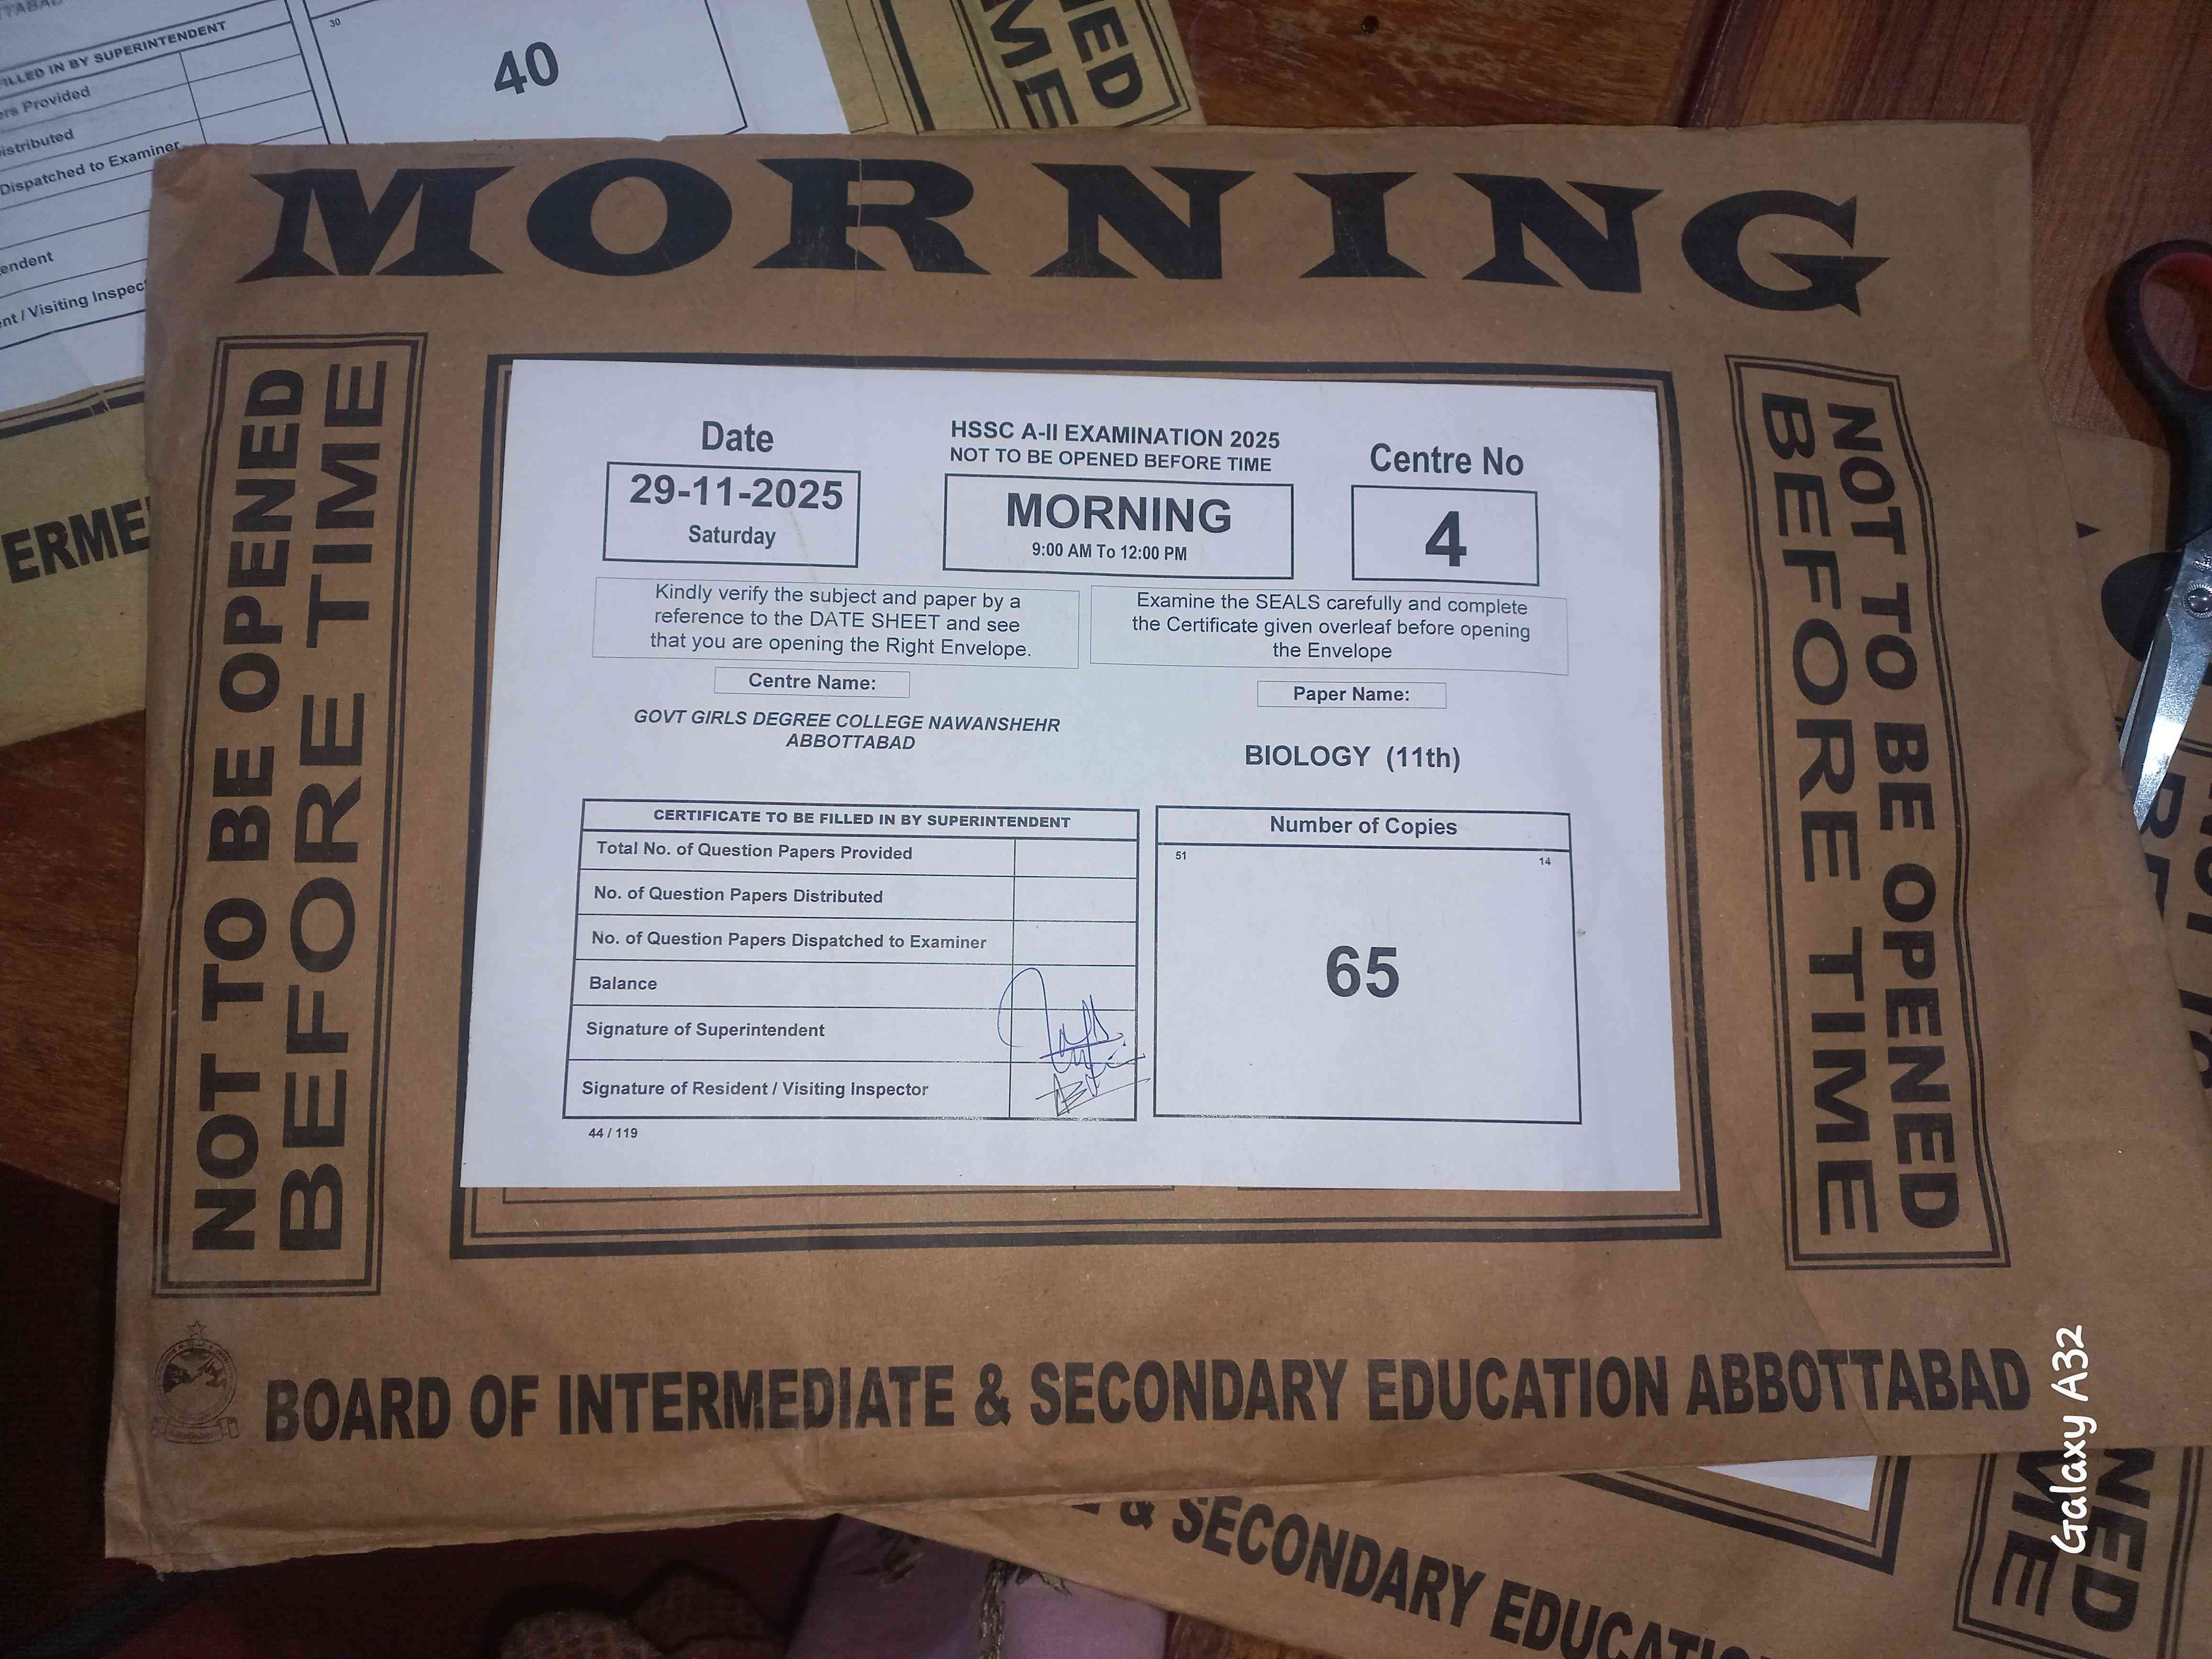 30
40
FILLED IN BY SUPERINTENDENT
Provided
Distributed
Dispatched to Examiner
MORNING
NOT TO BE OPENED
BEFORE TIME
Date
29-11-2025
Saturday
HSSC A-II EXAMINATION 2025
NOT TO BE OPENED BEFORE TIME
MORNING
9:00 AM To 12:00 PM
Centre No
4
Kindly verify the subject and paper by a
reference to the DATE SHEET and see
that you are opening the Right Envelope.
Examine the SEALS carefully and complete
the Certificate given overleaf before opening
the Envelope
Centre Name:
GOVT GIRLS DEGREE COLLEGE NAWANSHEHR
ABBOTTABAD
Paper Name:
BIOLOGY (11th)
CERTIFICATE TO BE FILLED IN BY SUPERINTENDENT
Total No. of Question Papers Provided
No. of Question Papers Distributed
No. of Question Papers Dispatched to Examiner
Balance
Signature of Superintendent
Signature of Resident / Visiting Inspector
44 / 119
Number of Copies
51 14
65
NOT TO BE OPENED
BEFORE TIME
BOARD OF INTERMEDIATE & SECONDARY EDUCATION ABBOTTABAD
& SECONDARY EDUCATIO
Galaxy A32